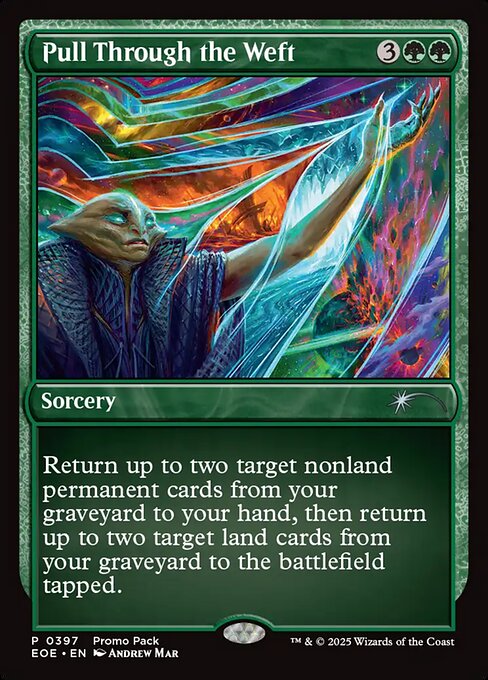 Pull Through the Weft 3
Sorcery
Return up to two target nonland
permanent cards from your
graveyard to your hand, then return
up to two target land cards from
your graveyard to the battlefield
tapped.
P 0397 Promo Pack
EOE • EN Andrew Mar
™ & © 2025 Wizards of the Coast